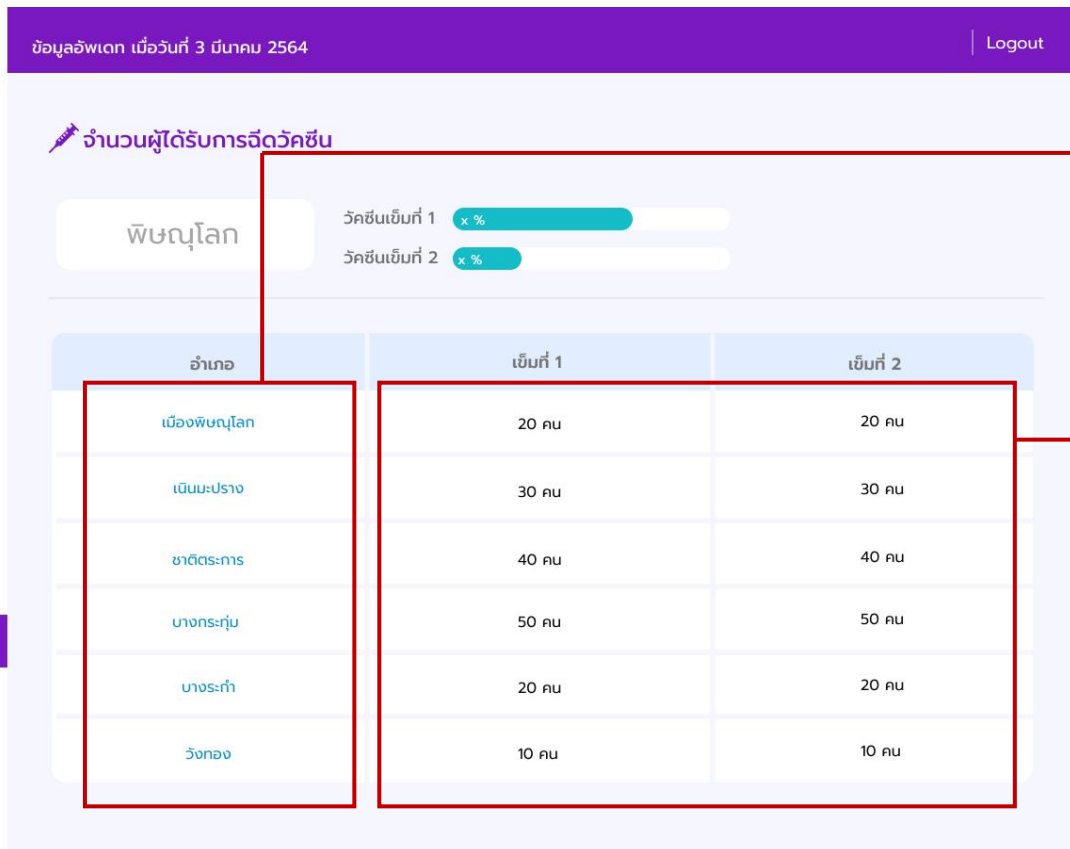 ข้อมูลอัพเดท เมื่อวันที่ 3 มีนาคม 2564 Logout
จำนวนผู้ได้รับการฉีดวัคซีน
พิษณุโลก
วัคซีนเข็มที่ 1 x %
วัคซีนเข็มที่ 2 x %
อำเภอ เข็มที่ 1 เข็มที่ 2
เมืองพิษณุโลก 20 คน 20 คน
เนินมะปราง 30 คน 30 คน
ชาติตระการ 40 คน 40 คน
บางกระทุ่ม 50 คน 50 คน
บางระกำ 20 คน 20 คน
วังทอง 10 คน 10 คน